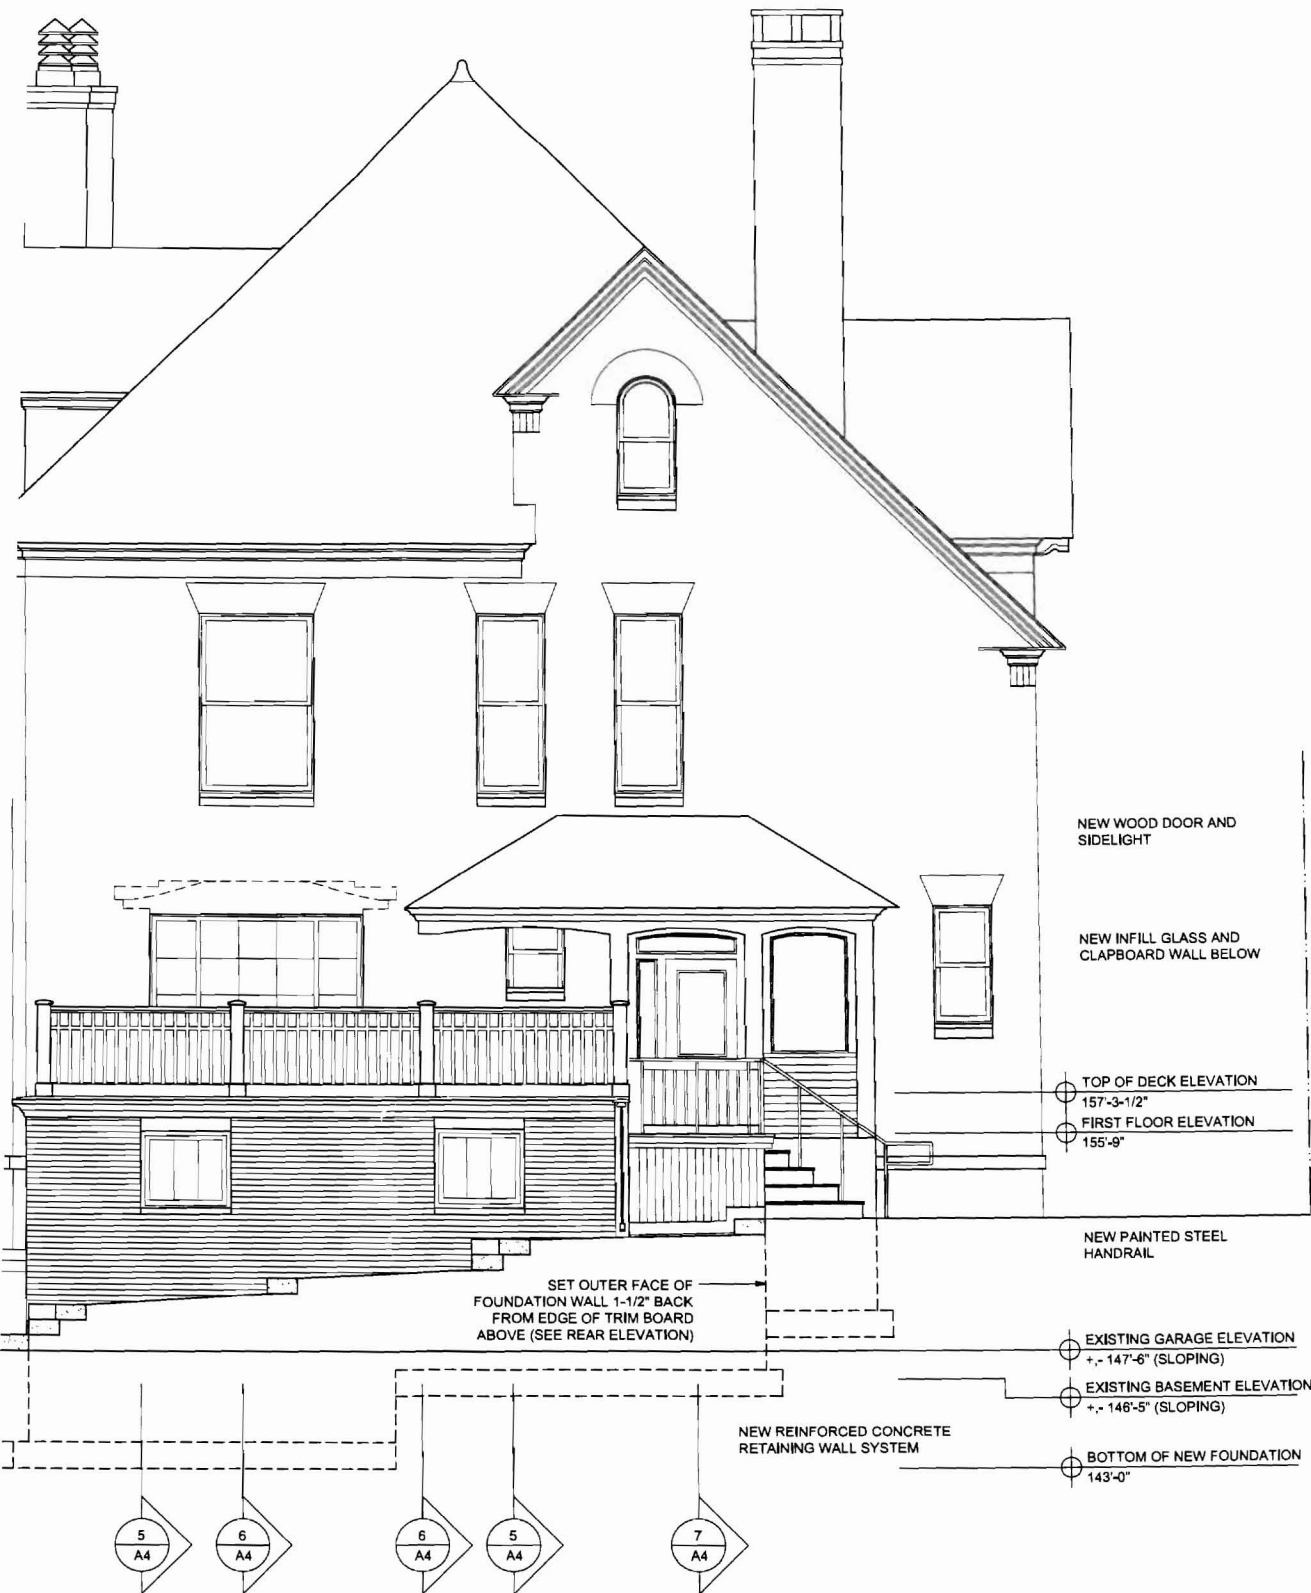 NEW WOOD DOOR AND
SIDELIGHT
NEW INFILL GLASS AND
CLAPBOARD WALL BELOW
TOP OF DECK ELEVATION
157'-3-1/2"
FIRST FLOOR ELEVATION
155'-9"
NEW PAINTED STEEL
HANDRAIL
SET OUTER FACE OF
FOUNDATION WALL 1-1/2" BACK
FROM EDGE OF TRIM BOARD
ABOVE (SEE REAR ELEVATION)
EXISTING GARAGE ELEVATION
+,- 147'-6" (SLOPING)
EXISTING BASEMENT ELEVATION
+,- 146'-5" (SLOPING)
NEW REINFORCED CONCRETE
RETAINING WALL SYSTEM
BOTTOM OF NEW FOUNDATION
143'-0"
5
A4
6
A4
6
A4
5
A4
7
A4